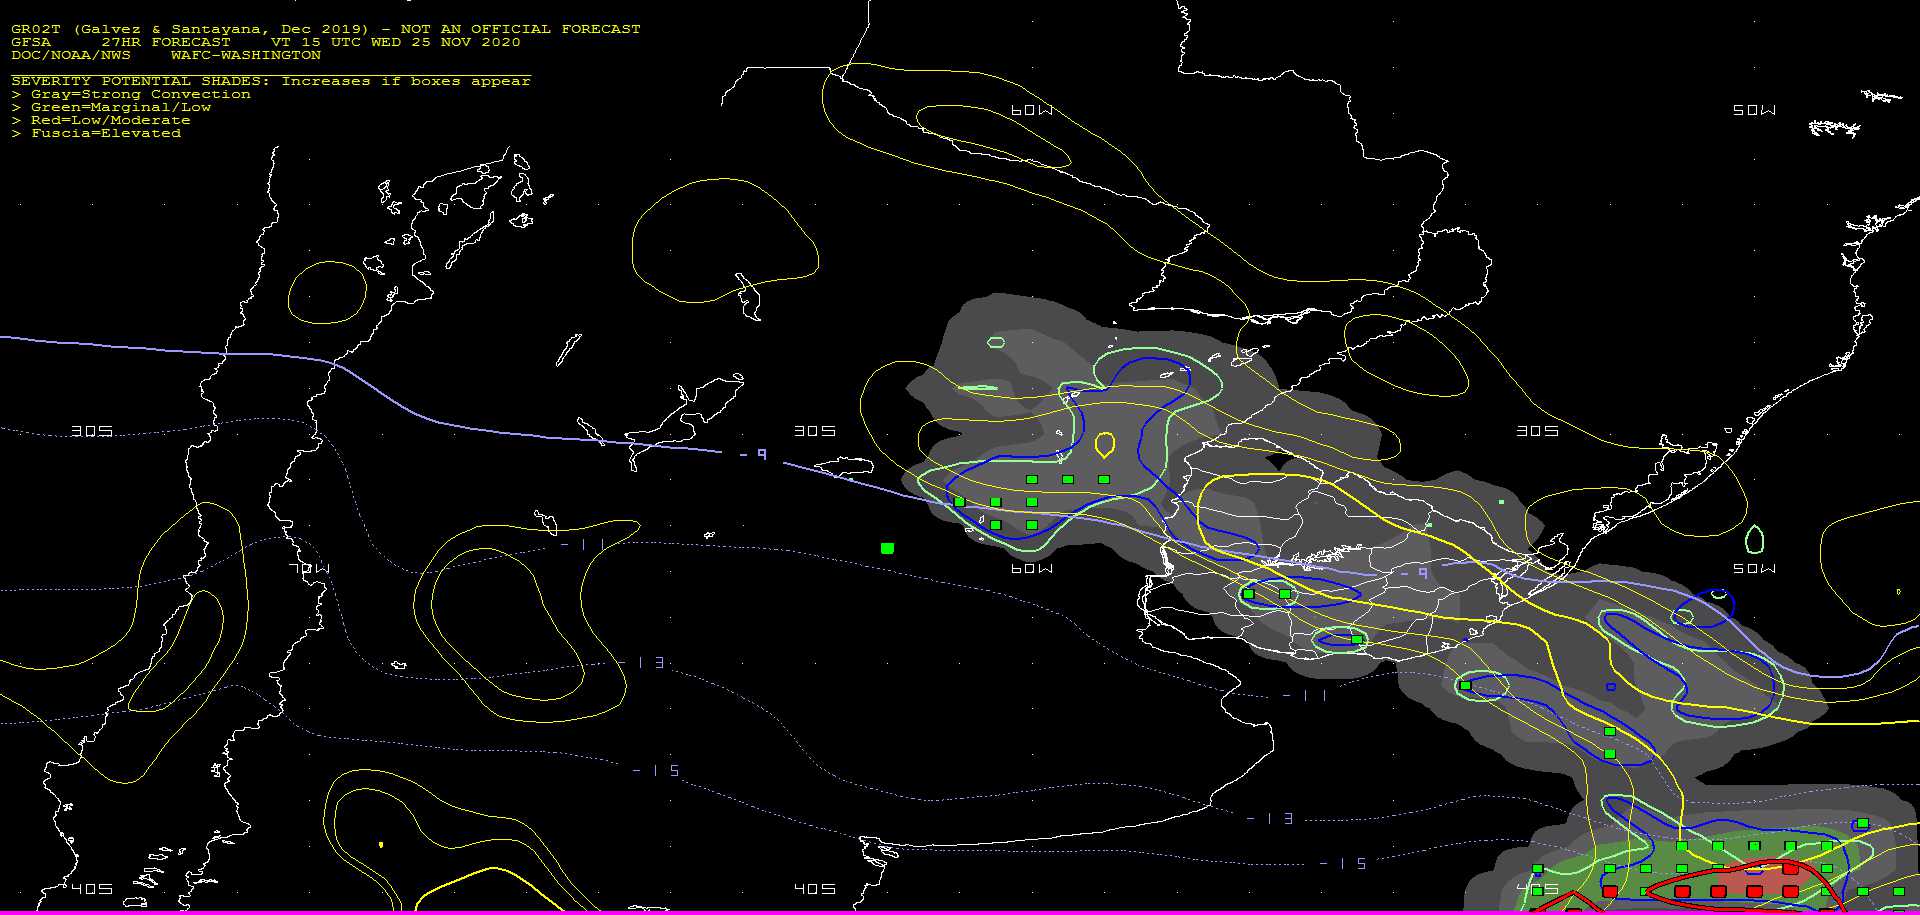 GR02T (Galvez & Santayana, Dec 2019) - NOT AN OFFICIAL FORECAST
GFSA 27HR FORECAST VT 15 UTC WED 25 NOV 2020
DOC/NOAA/NWS WAFC-WASHINGTON
SEVERITY POTENTIAL SHADES: Increases if boxes appear
> Gray=Strong Convection
> Green=Marginal/Low
> Red=Low/Moderate
> Fuscia=Elevated
60W 50W
30S 30S 30S
-9
-11
70W 60W -9 50W
-13
-11
-15
-13
-15
40S 40S 40S